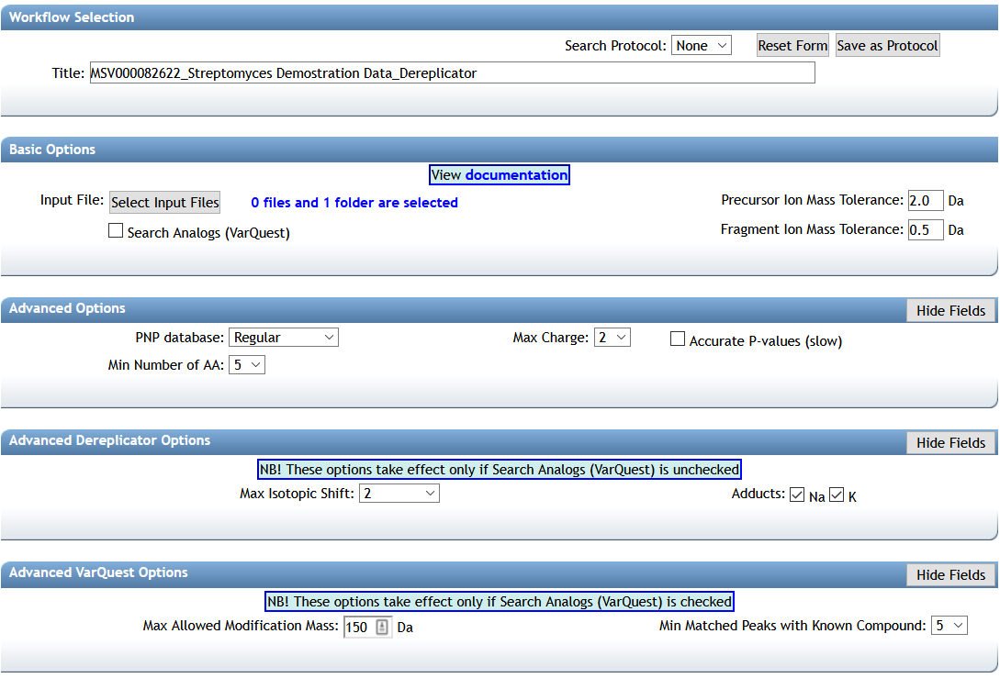 Workflow Selection
Search Protocol: None Reset Form Save as Protocol
Title: MSV000082622_Streptomyces Demostration Data_Dereplicator
Basic Options
View documentation
Input File: Select Input Files 0 files and 1 folder are selected Precursor Ion Mass Tolerance: 2.0 Da
Search Analogs (VarQuest) Fragment Ion Mass Tolerance: 0.5 Da
Advanced Options Hide Fields
PNP database: Regular Max Charge: 2 Accurate P-values (slow)
Min Number of AA: 5
Advanced Dereplicator Options Hide Fields
NB! These options take effect only if Search Analogs (VarQuest) is unchecked
Max Isotopic Shift: 2 Adducts: Na K
Advanced VarQuest Options Hide Fields
NB! These options take effect only if Search Analogs (VarQuest) is checked
Max Allowed Modification Mass: 150 Da Min Matched Peaks with Known Compound: 5